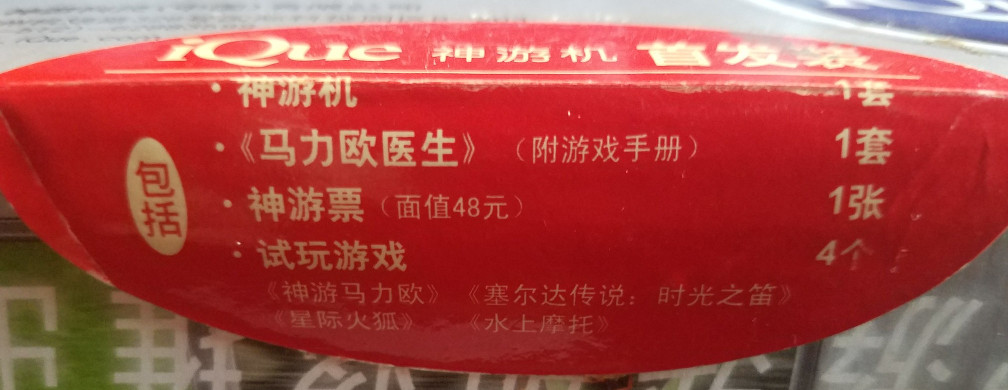 iQue 神游机 首发装
· 神游机 1套
·《马力欧医生》（附游戏手册） 1套
包括
· 神游票（面值48元） 1张
· 试玩游戏 4个
《神游马力欧》《塞尔达传说：时光之笛》
《星际火狐》《水上摩托》